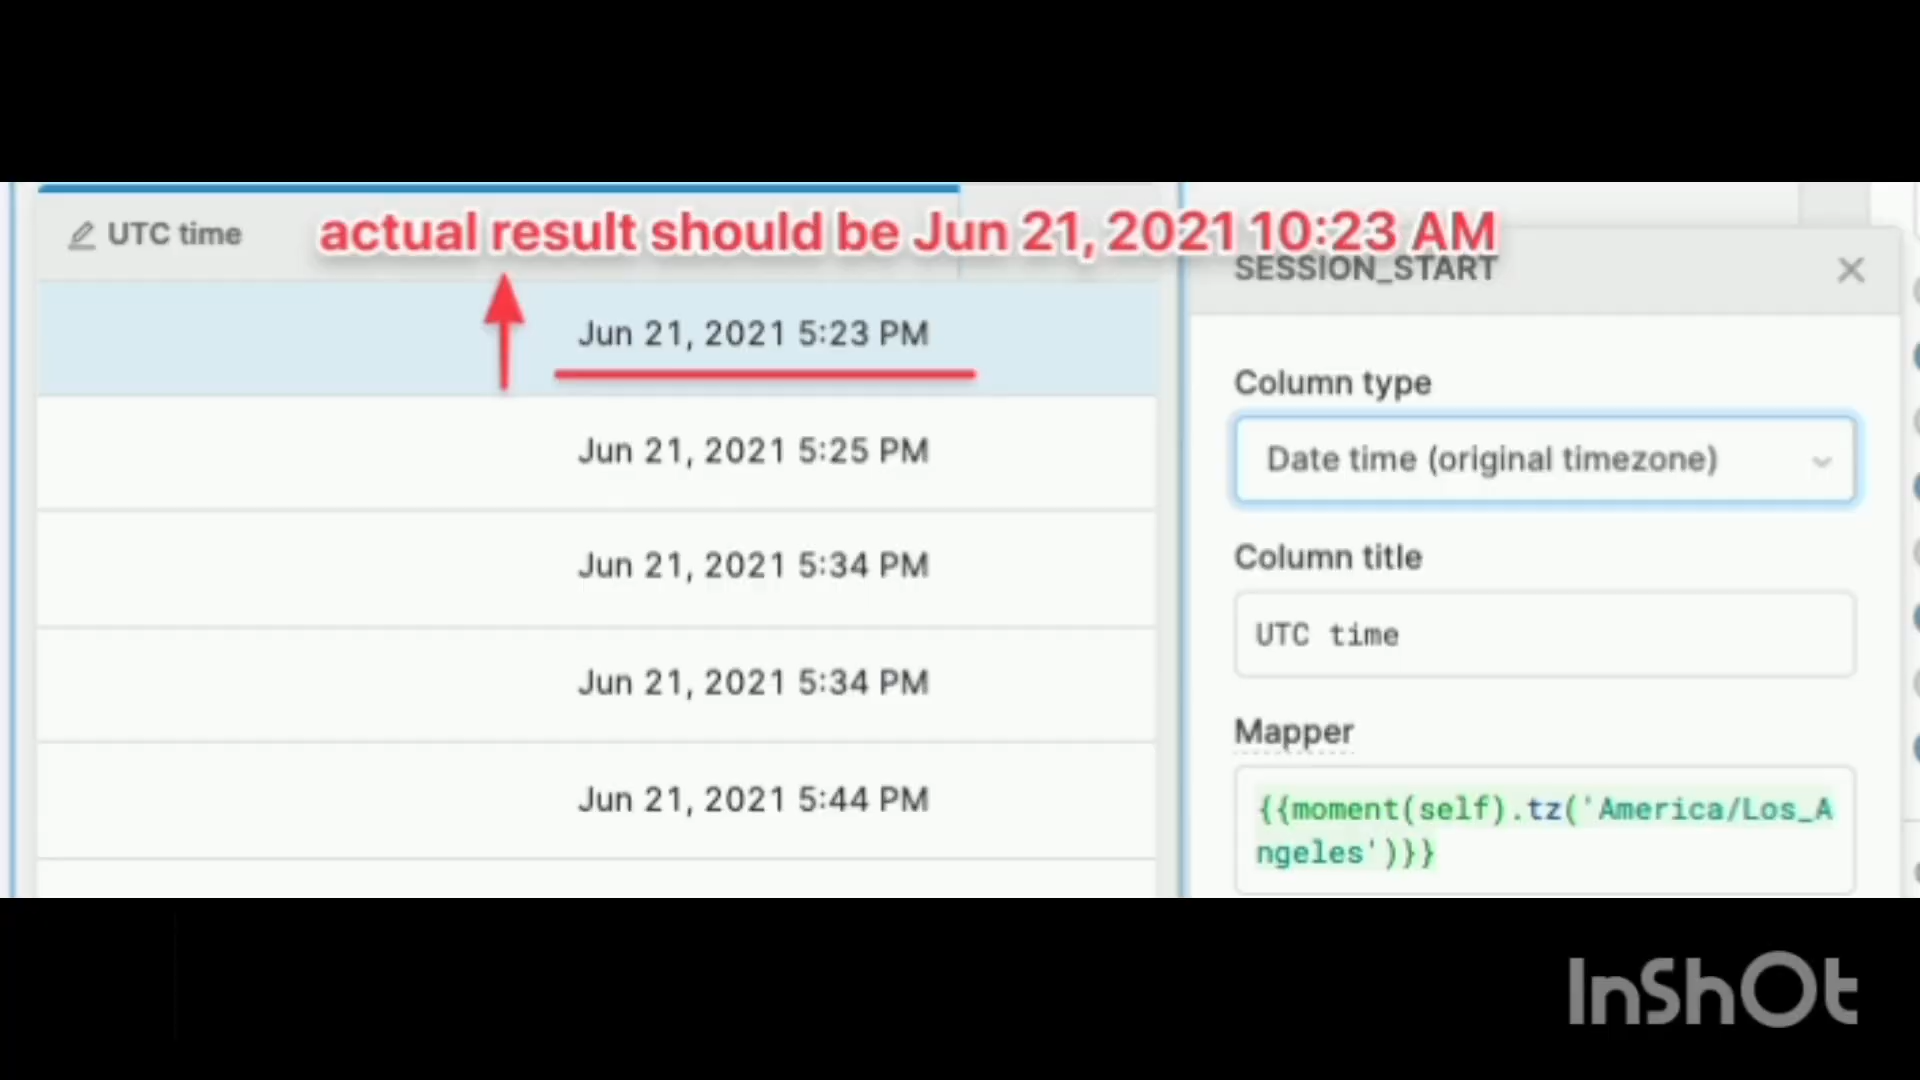 UTC time
actual result should be Jun 21, 2021 10:23 AM
Jun 21, 2021 5:23 PM
Jun 21, 2021 5:25 PM
Jun 21, 2021 5:34 PM
Jun 21, 2021 5:34 PM
Jun 21, 2021 5:44 PM
SESSION_START
Column type
Date time (original timezone)
Column title
UTC time
Mapper
{{moment(self).tz('America/Los_A
ngeles')}}
InShOt